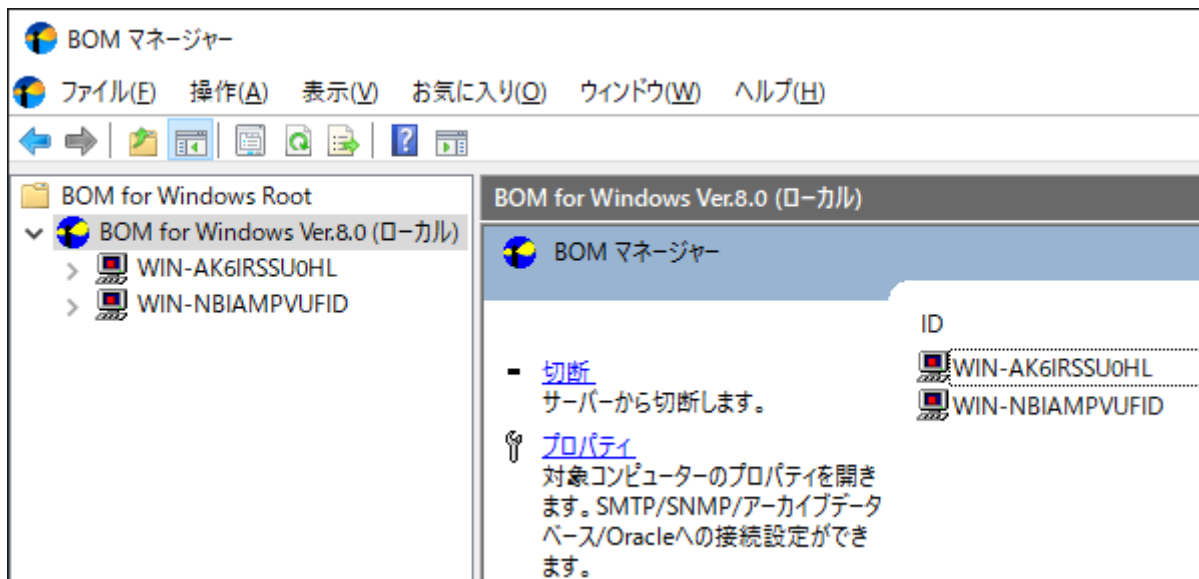 BOM マネージャー
ファイル(F) 操作(A) 表示(V) お気に入り(O) ウィンドウ(W) ヘルプ(H)
BOM for Windows Root
BOM for Windows Ver.8.0 (ローカル)
WIN-AK6IRSSU0HL
WIN-NBIAMPVUFID
BOM for Windows Ver.8.0 (ローカル)
BOM マネージャー
切断
サーバーから切断します。
プロパティ
対象コンピューターのプロパティを開き
ます。SMTP/SNMP/アーカイブデータ
ベース/Oracleへの接続設定ができ
ます。
ID
WIN-AK6IRSSU0HL
WIN-NBIAMPVUFID